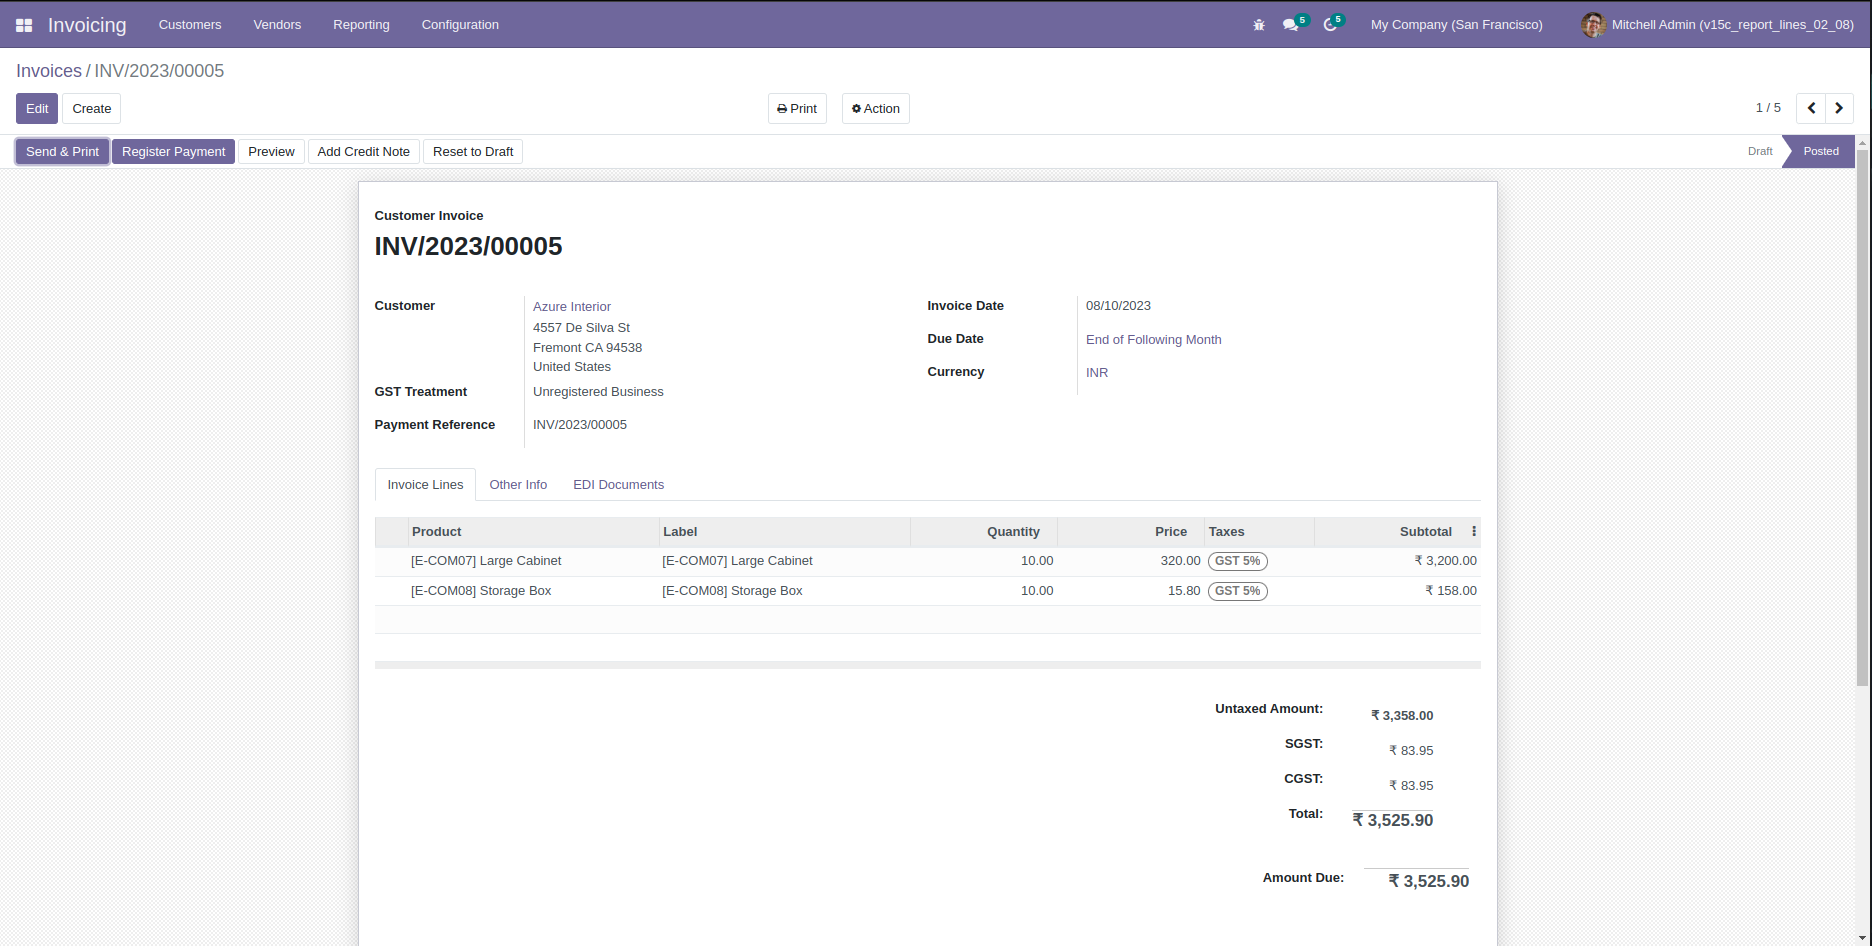 Invoicing Customers Vendors Reporting Configuration 5 5 My Company (San Francisco) Mitchell Admin (v15c_report_lines_02_08)
Invoices / INV/2023/00005
Edit Create Print Action 1 / 5
Send & Print Register Payment Preview Add Credit Note Reset to Draft Draft Posted
Customer Invoice
INV/2023/00005
Customer Azure Interior
4557 De Silva St
Fremont CA 94538
United States
GST Treatment Unregistered Business
Payment Reference INV/2023/00005
Invoice Date 08/10/2023
Due Date End of Following Month
Currency INR
Invoice Lines Other Info EDI Documents
Product Label Quantity Price Taxes Subtotal
[E-COM07] Large Cabinet [E-COM07] Large Cabinet 10.00 320.00 GST 5% ₹ 3,200.00
[E-COM08] Storage Box [E-COM08] Storage Box 10.00 15.80 GST 5% ₹ 158.00
Untaxed Amount: ₹ 3,358.00
SGST: ₹ 83.95
CGST: ₹ 83.95
Total: ₹ 3,525.90
Amount Due: ₹ 3,525.90